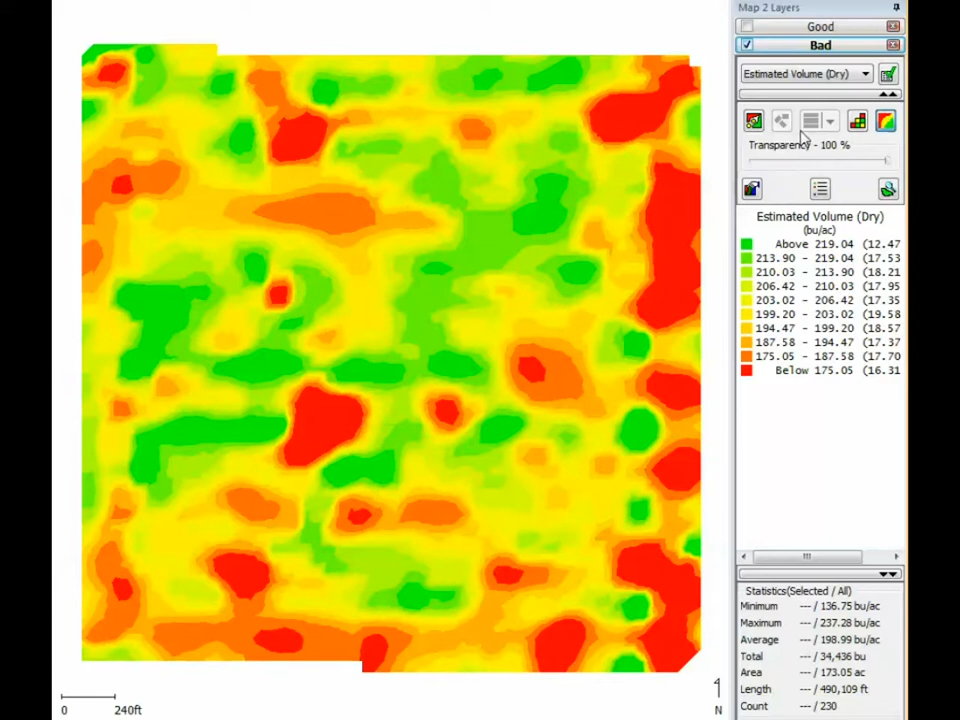 Map 2 Layers
Good
Bad
Estimated Volume (Dry)
Transparency - 100 %
Estimated Volume (Dry)
(bu/ac)
Above 219.04 (12.47
213.90 - 219.04 (17.53
210.03 - 213.90 (18.21
206.42 - 210.03 (17.95
203.02 - 206.42 (17.35
199.20 - 203.02 (19.58
194.47 - 199.20 (18.57
187.58 - 194.47 (17.37
175.05 - 187.58 (17.70
Below 175.05 (16.31
Statistics(Selected / All)
Minimum --- / 136.75 bu/ac
Maximum --- / 237.28 bu/ac
Average --- / 198.99 bu/ac
Total --- / 34,436 bu
Area --- / 173.05 ac
Length --- / 490,109 ft
Count --- / 230
0 240ft
N